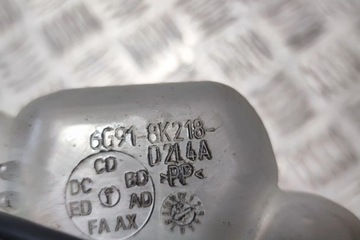 6G91-8K218-
D214A
>PP<
CD
DC BD
ED AD
FA AX